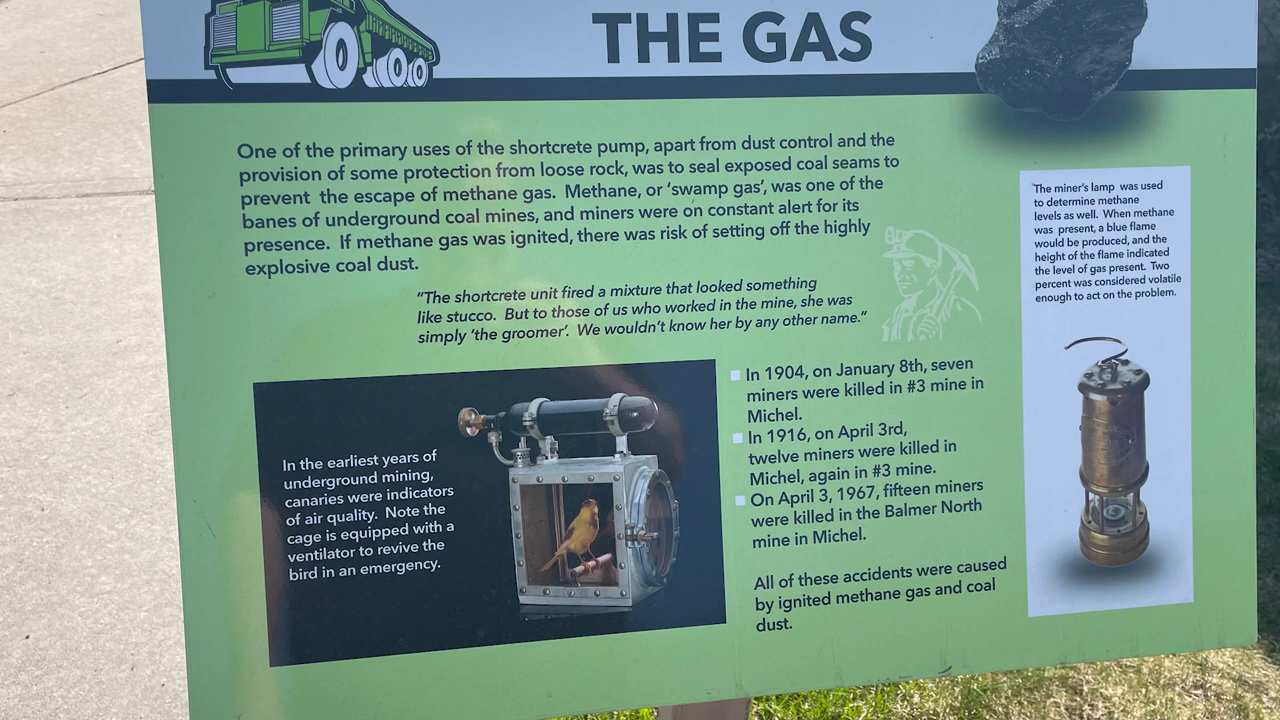 THE GAS
One of the primary uses of the shortcrete pump, apart from dust control and the
provision of some protection from loose rock, was to seal exposed coal seams to
prevent the escape of methane gas. Methane, or 'swamp gas', was one of the
banes of underground coal mines, and miners were on constant alert for its
presence. If methane gas was ignited, there was risk of setting off the highly
explosive coal dust.
"The shortcrete unit fired a mixture that looked something
like stucco. But to those of us who worked in the mine, she was
simply 'the groomer'. We wouldn't know her by any other name."
In the earliest years of
underground mining,
canaries were indicators
of air quality. Note the
cage is equipped with a
ventilator to revive the
bird in an emergency.
In 1904, on January 8th, seven
miners were killed in #3 mine in
Michel.
In 1916, on April 3rd,
twelve miners were killed in
Michel, again in #3 mine.
On April 3, 1967, fifteen miners
were killed in the Balmer North
mine in Michel.
All of these accidents were caused
by ignited methane gas and coal
dust.
The miner's lamp was used
to determine methane
levels as well. When methane
was present, a blue flame
would be produced, and the
height of the flame indicated
the level of gas present. Two
percent was considered volatile
enough to act on the problem.